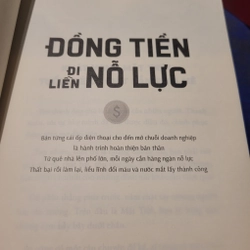 ĐỒNG TIỀN
ĐI LIỀN NỖ LỰC
$
Bán từng cái ốp điện thoại cho đến mở chuỗi doanh nghiệp
là hành trình hoàn thiện bản thân
Từ quê nhà lên phố lớn, mỗi ngày cần hàng ngàn nỗ lực
Thất bại rồi làm lại, liều lĩnh đổi máu và nước mắt lấy thành công